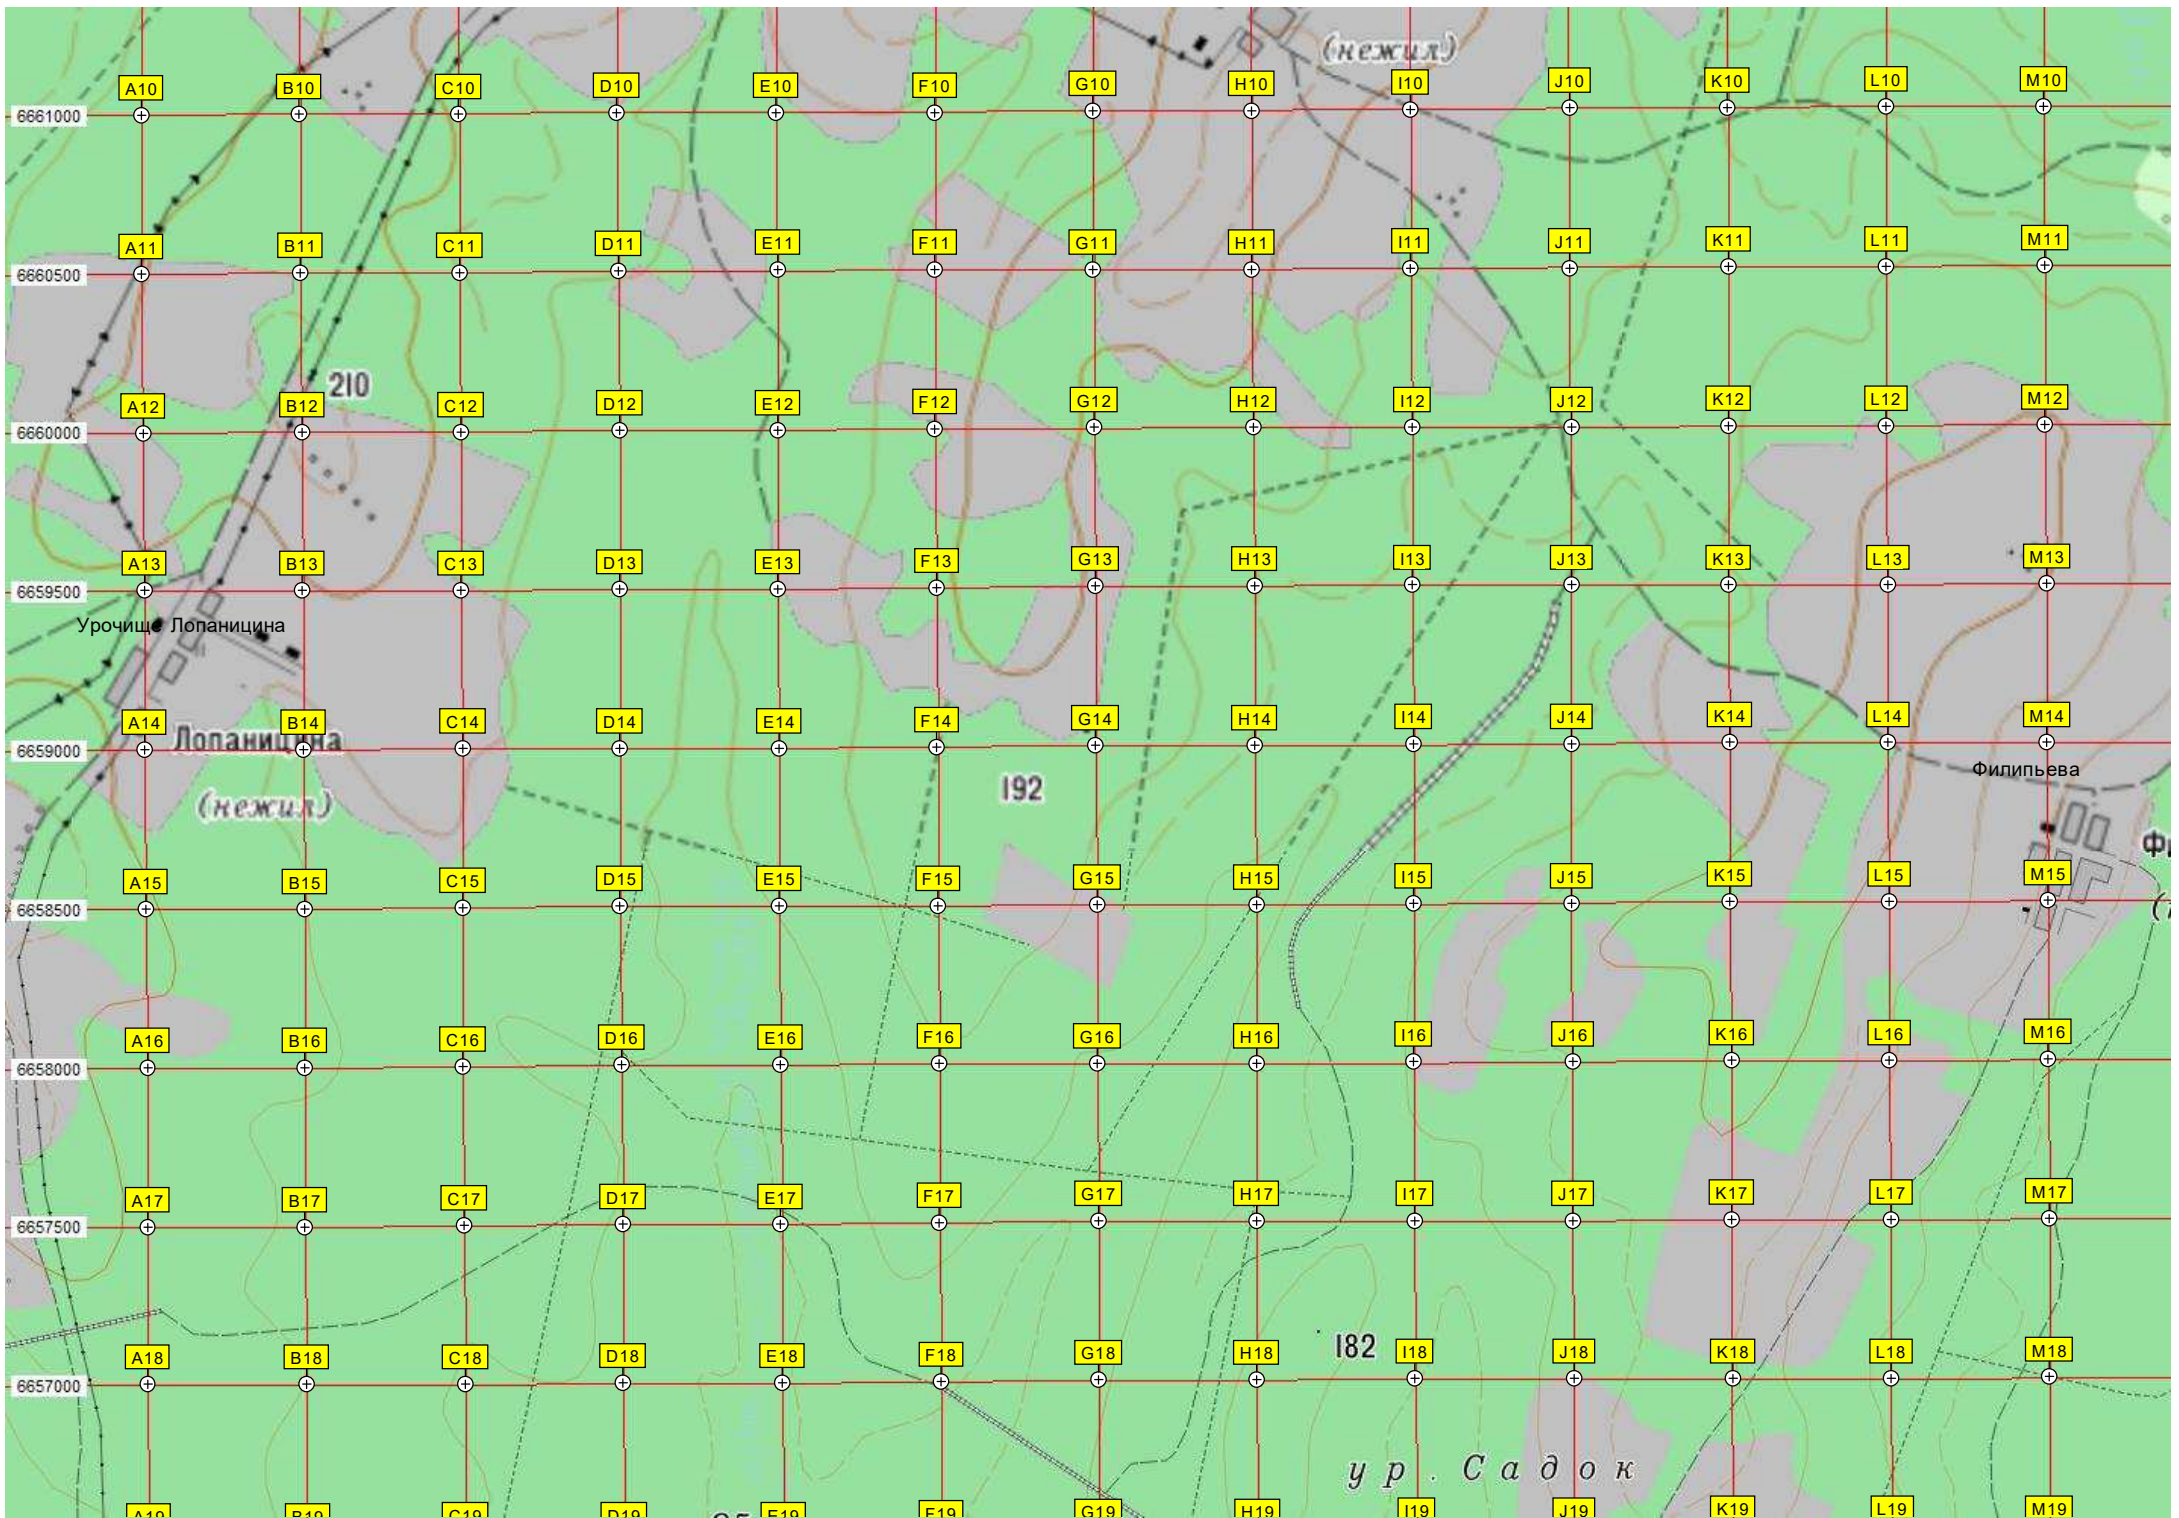 (нежил)
A10 B10 C10 D10 E10 F10 G10 H10 I10 J10 K10 L10 M10
6661000
A11 B11 C11 D11 E11 F11 G11 H11 I11 J11 K11 L11 M11
6660500
210
A12 B12 C12 D12 E12 F12 G12 H12 I12 J12 K12 L12 M12
6660000
A13 B13 C13 D13 E13 F13 G13 H13 I13 J13 K13 L13 M13
6659500
Урочище Лопаницина
A14 B14 C14 D14 E14 F14 G14 H14 I14 J14 K14 L14 M14
Лопаницина
6659000
Филипьева
192
(нежил)
Фи
A15 B15 C15 D15 E15 F15 G15 H15 I15 J15 K15 L15 M15
6658500
A16 B16 C16 D16 E16 F16 G16 H16 I16 J16 K16 L16 M16
6658000
A17 B17 C17 D17 E17 F17 G17 H17 I17 J17 K17 L17 M17
6657500
182
A18 B18 C18 D18 E18 F18 G18 H18 I18 J18 K18 L18 M18
6657000
ур. Садок
A19 B19 C19 D19 E19 F19 G19 H19 I19 J19 K19 L19 M19